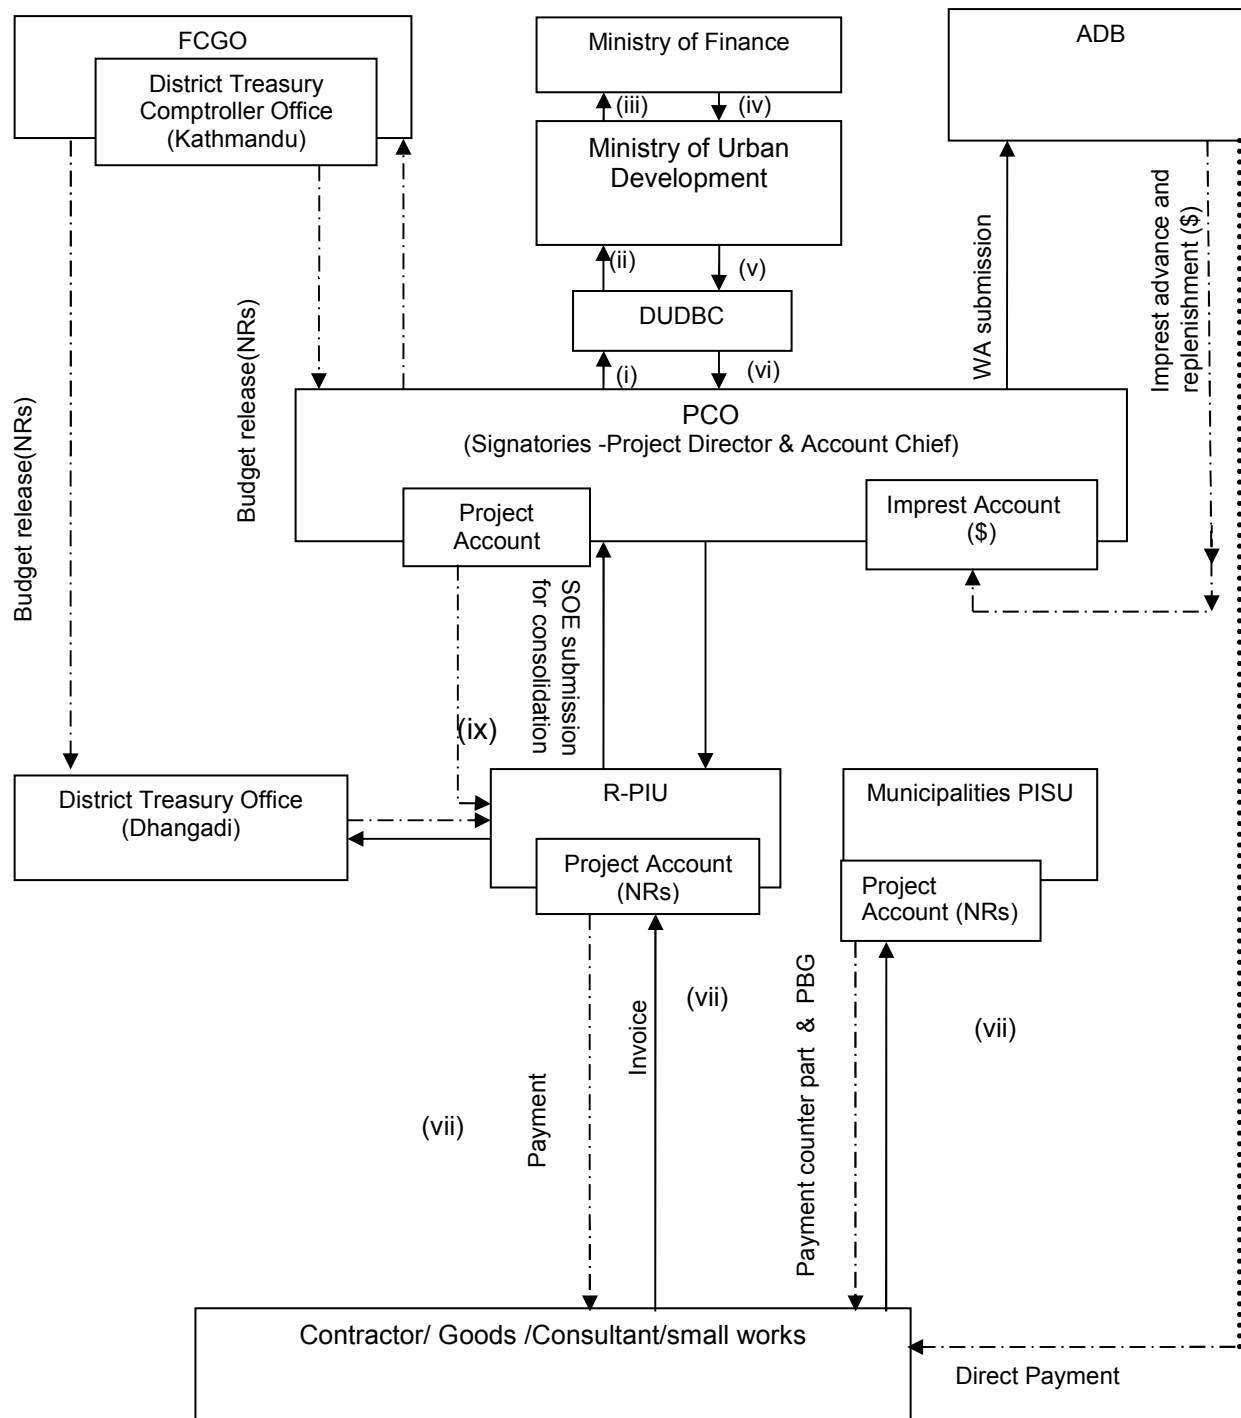 FCGO
District Treasury
Comptroller Office
(Kathmandu)
Ministry of Finance
ADB
(iii)
(iv)
Ministry of Urban
Development
(ii)
(v)
DUDBC
(i)
(vi)
WA submission
Imprest advance and
replenishment ($)
Budget release(NRs)
Budget release(NRs)
PCO
(Signatories -Project Director & Account Chief)
Project
Account
Imprest Account
($)
SOE submission
for consolidation
(ix)
District Treasury Office
(Dhangadi)
R-PIU
Project Account
(NRs)
Municipalities PISU
Project
Account (NRs)
(vii)
Payment
Invoice
(vii)
Payment counter part & PBG
(vii)
Contractor/ Goods /Consultant/small works
Direct Payment